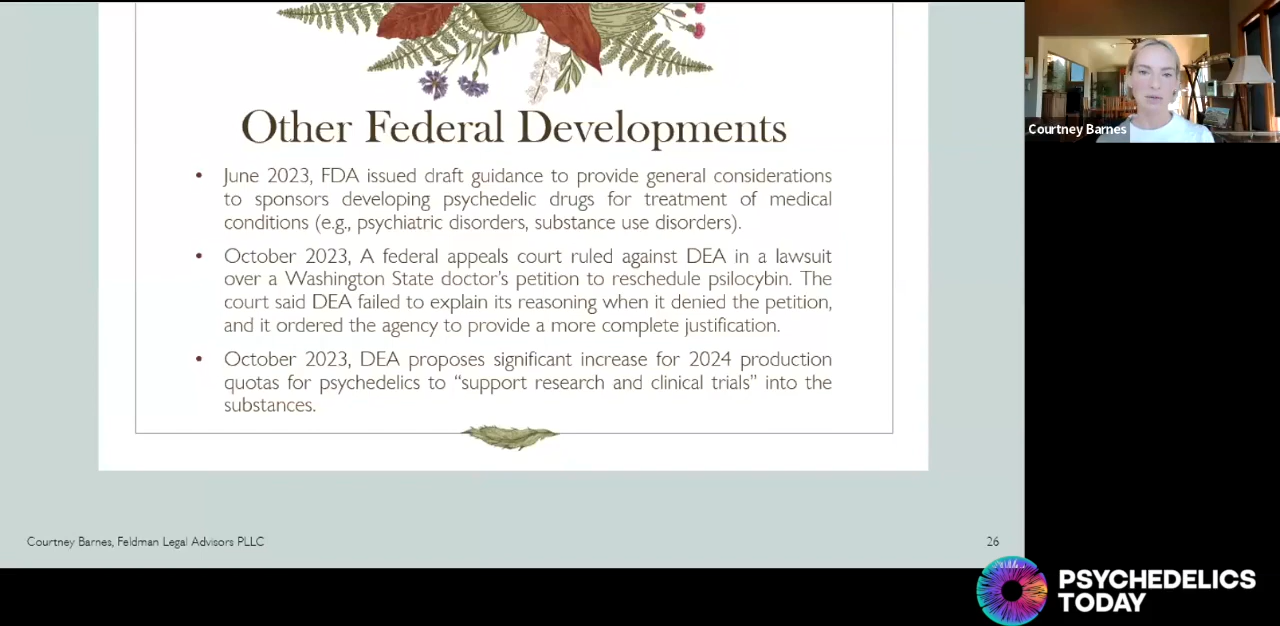 Other Federal Developments
• June 2023, FDA issued draft guidance to provide general considerations
to sponsors developing psychedelic drugs for treatment of medical
conditions (e.g., psychiatric disorders, substance use disorders).
• October 2023, A federal appeals court ruled against DEA in a lawsuit
over a Washington State doctor's petition to reschedule psilocybin. The
court said DEA failed to explain its reasoning when it denied the petition,
and it ordered the agency to provide a more complete justification.
• October 2023, DEA proposes significant increase for 2024 production
quotas for psychedelics to “support research and clinical trials” into the
substances.
Courtney Barnes, Feldman Legal Advisors PLLC
26
Courtney Barnes
PSYCHEDELICS
TODAY